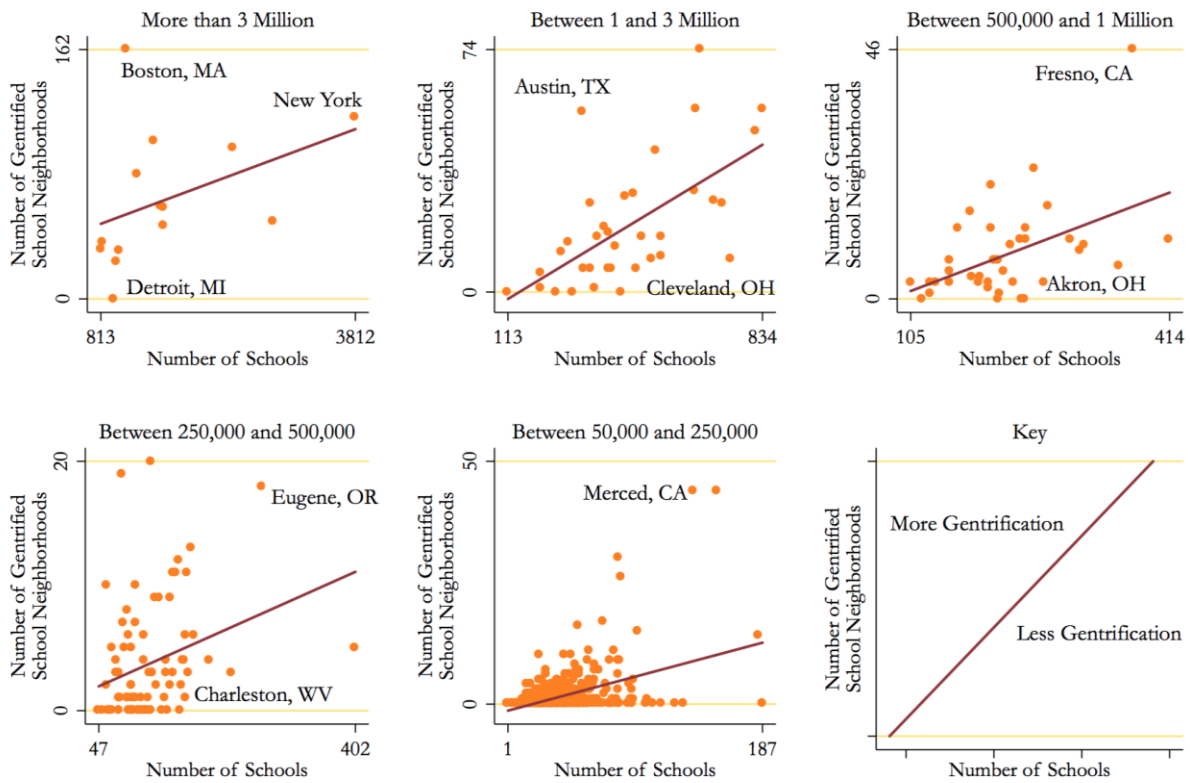 More than 3 Million
Number of Gentrified
School Neighborhoods
162
0
Boston, MA
New York
Detroit, MI
813
3812
Number of Schools
Between 1 and 3 Million
Number of Gentrified
School Neighborhoods
74
0
Austin, TX
Cleveland, OH
113
834
Number of Schools
Between 500,000 and 1 Million
Number of Gentrified
School Neighborhoods
46
0
Fresno, CA
Akron, OH
105
414
Number of Schools
Between 250,000 and 500,000
Number of Gentrified
School Neighborhoods
20
0
Eugene, OR
Charleston, WV
47
402
Number of Schools
Between 50,000 and 250,000
Number of Gentrified
School Neighborhoods
50
0
Merced, CA
1
187
Number of Schools
Key
Number of Gentrified
School Neighborhoods
More Gentrification
Less Gentrification
Number of Schools